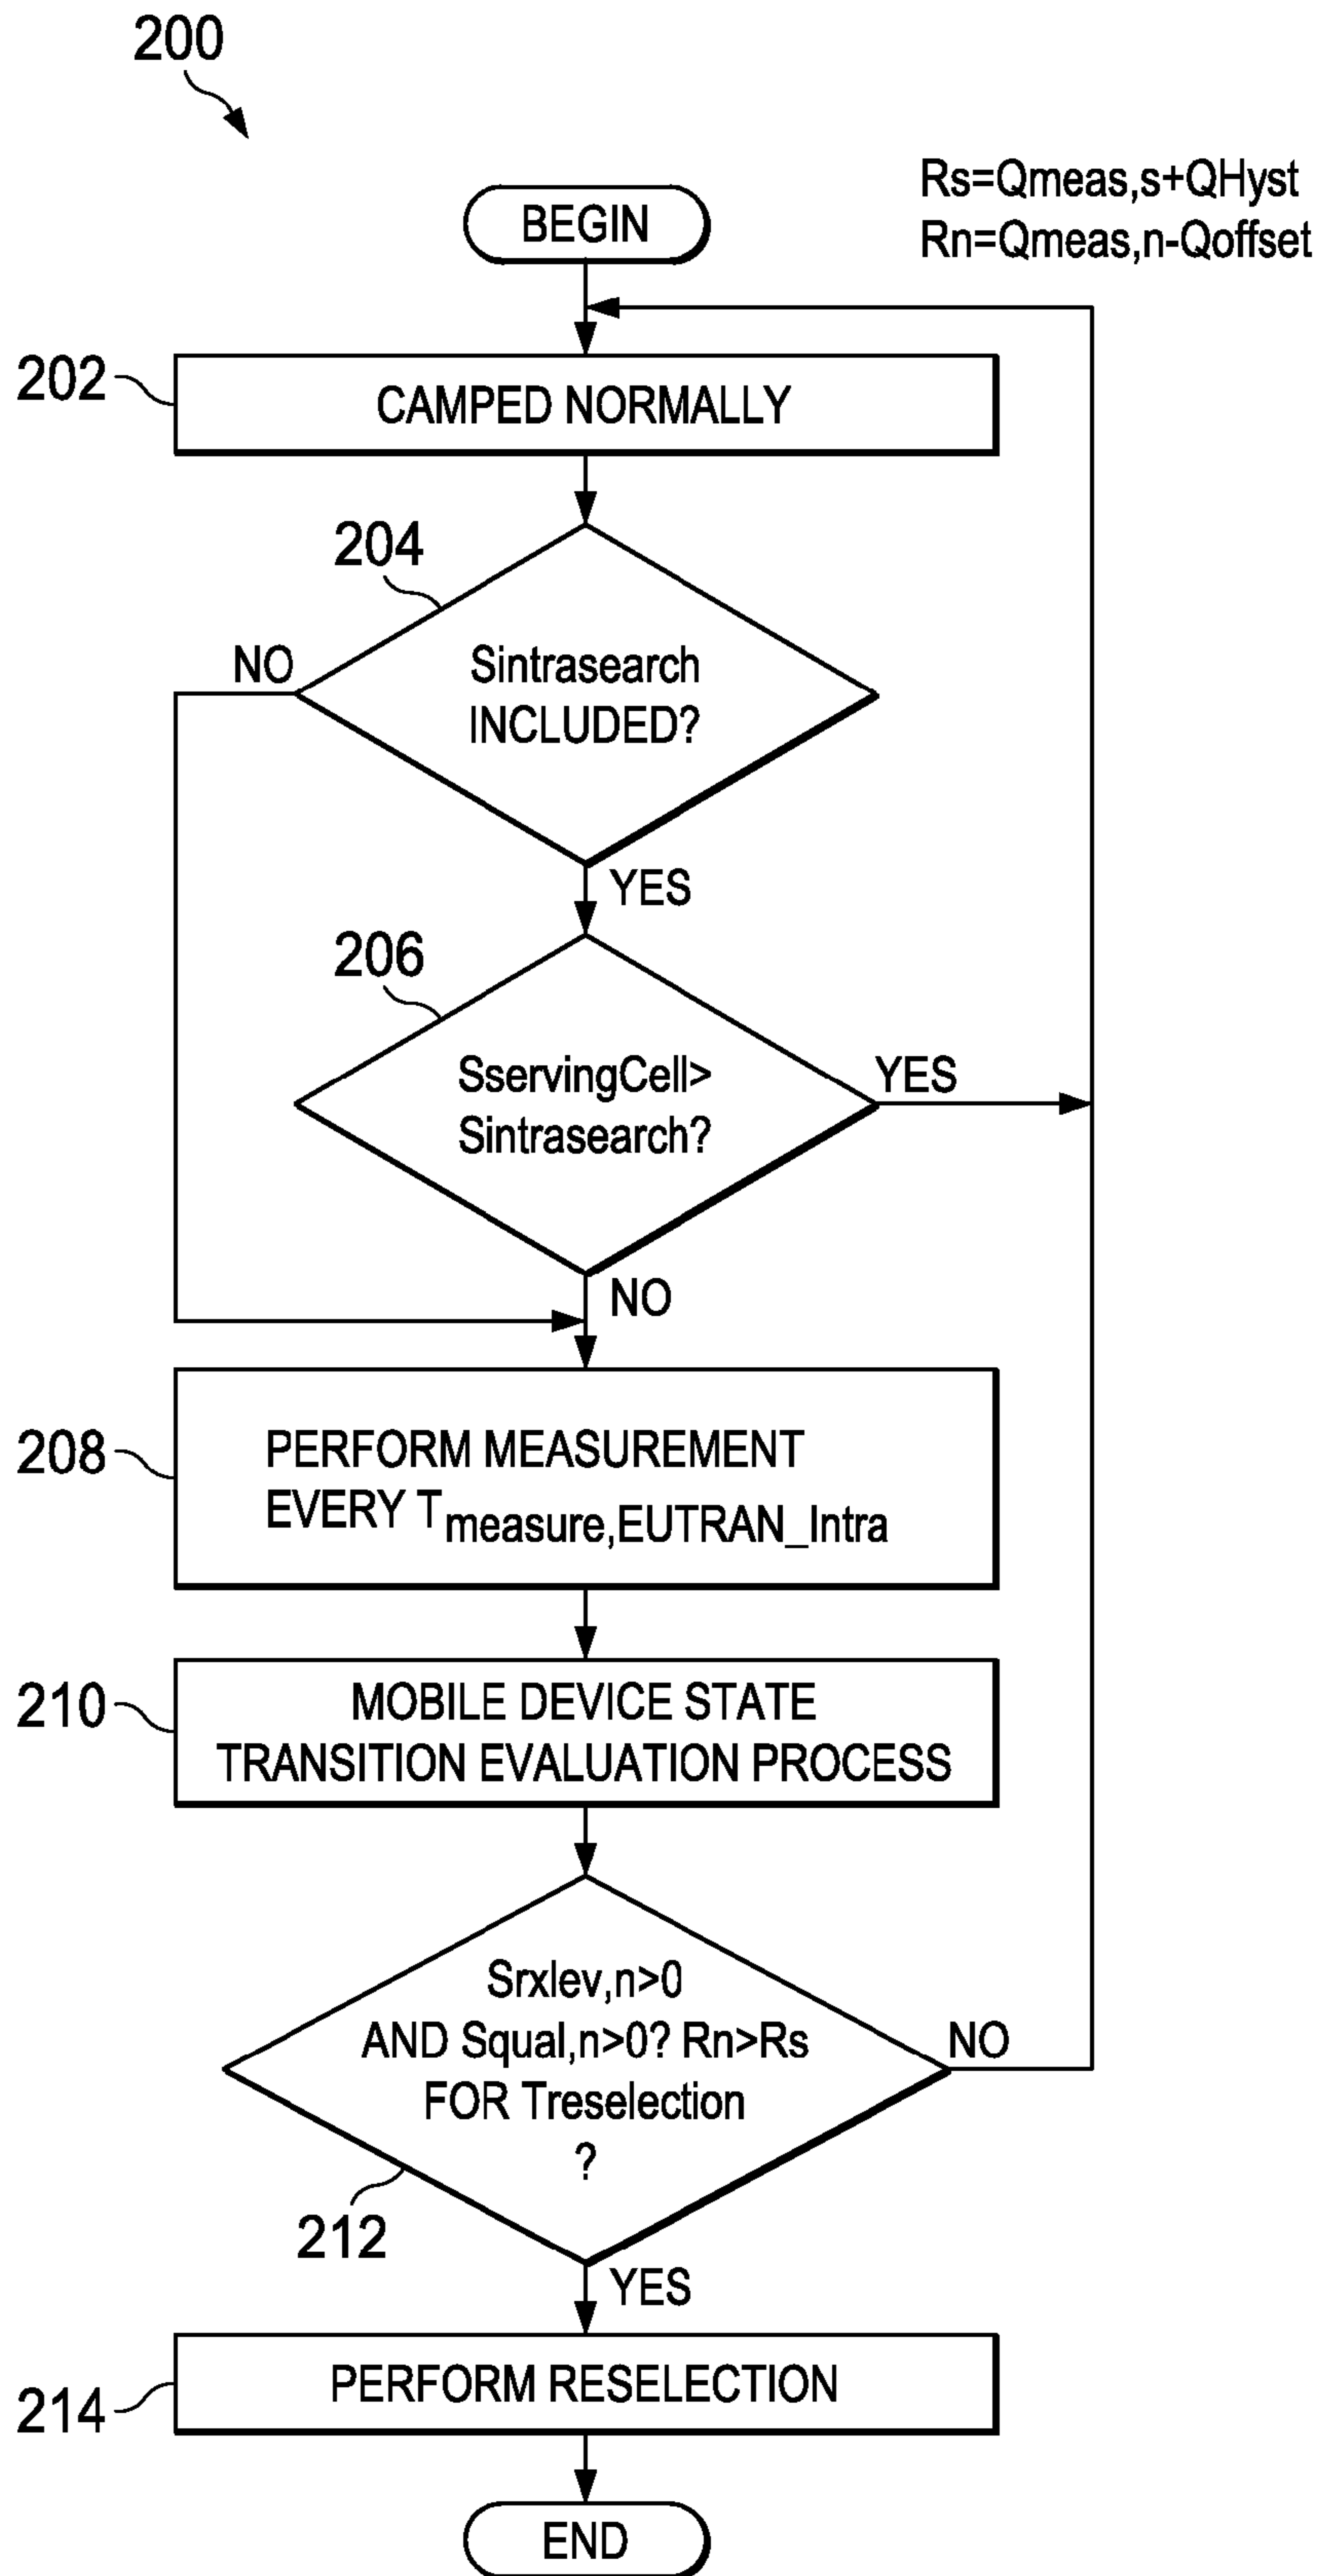 200
Rs=Qmeas,s+QHyst
Rn=Qmeas,n-Qoffset
BEGIN
202
CAMPED NORMALLY
204
NO
Sintrasearch
INCLUDED?
YES
206
SservingCell>
Sintrasearch?
YES
NO
208
PERFORM MEASUREMENT
EVERY Tmeasure,EUTRAN_Intra
210
MOBILE DEVICE STATE
TRANSITION EVALUATION PROCESS
Srxlev,n>0
AND Squal,n>0? Rn>Rs
FOR Treselection
?
NO
212
YES
214
PERFORM RESELECTION
END